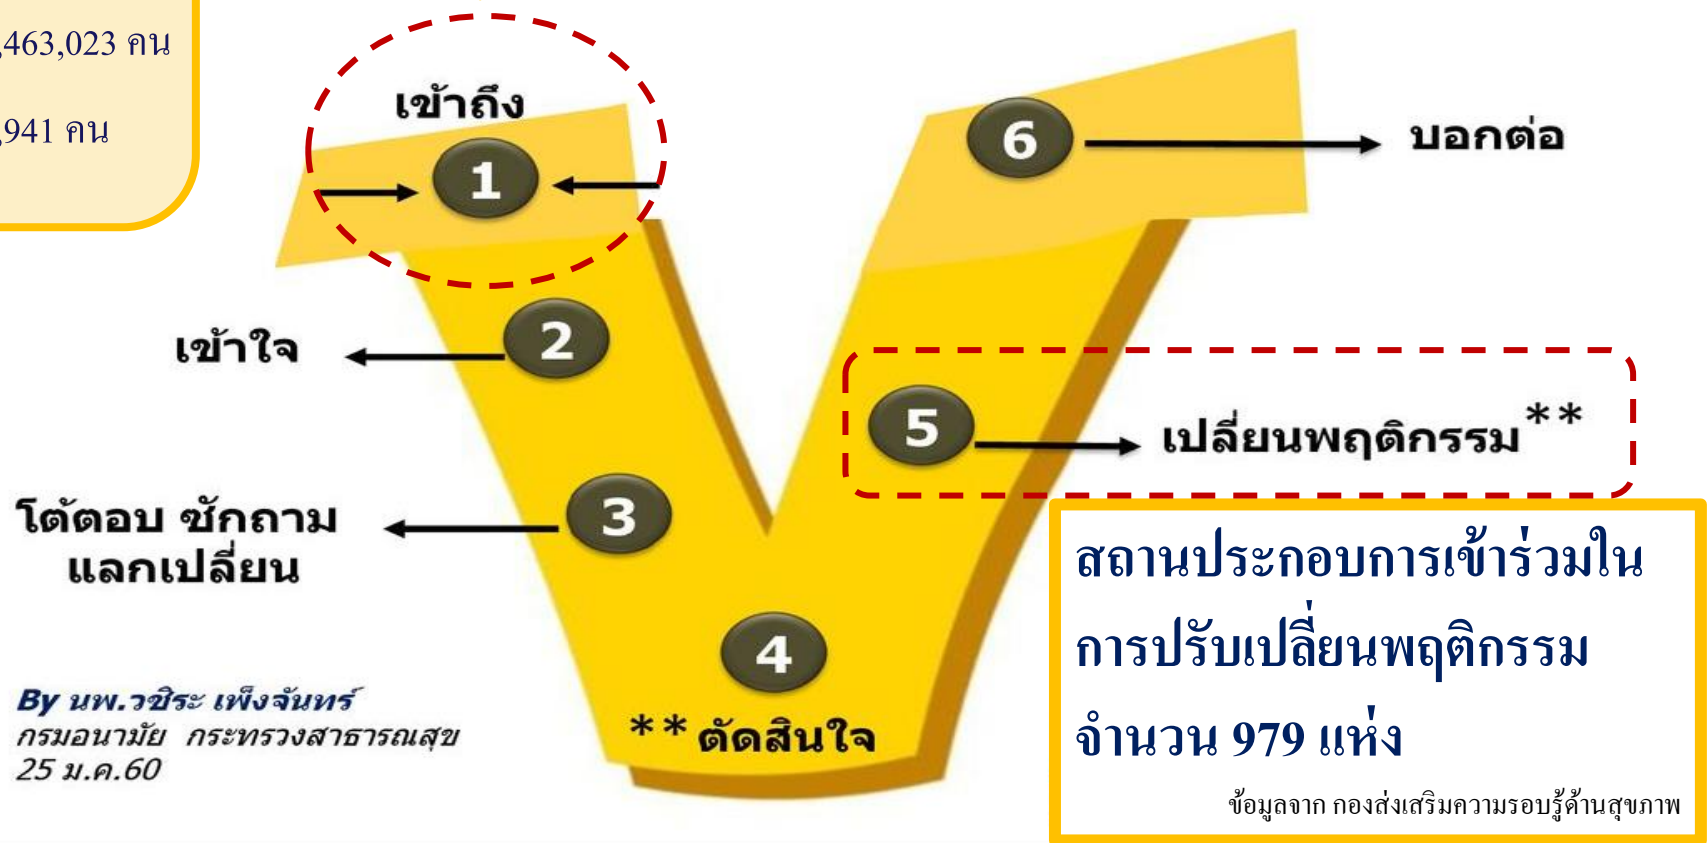 ,463,023 คน
,941 คน
เข้าถึง
1
6
บอกต่อ
2
เข้าใจ
5
เปลี่ยนพฤติกรรม**
3
โต้ตอบ ซักถาม
แลกเปลี่ยน
4
**ตัดสินใจ
By นพ.วชิระ เพ็งจันทร์
กรมอนามัย กระทรวงสาธารณสุข
25 ม.ค.60
สถานประกอบการเข้าร่วมใน
การปรับเปลี่ยนพฤติกรรม
จำนวน 979 แห่ง
ข้อมูลจาก กองส่งเสริมความรอบรู้ด้านสุขภาพ